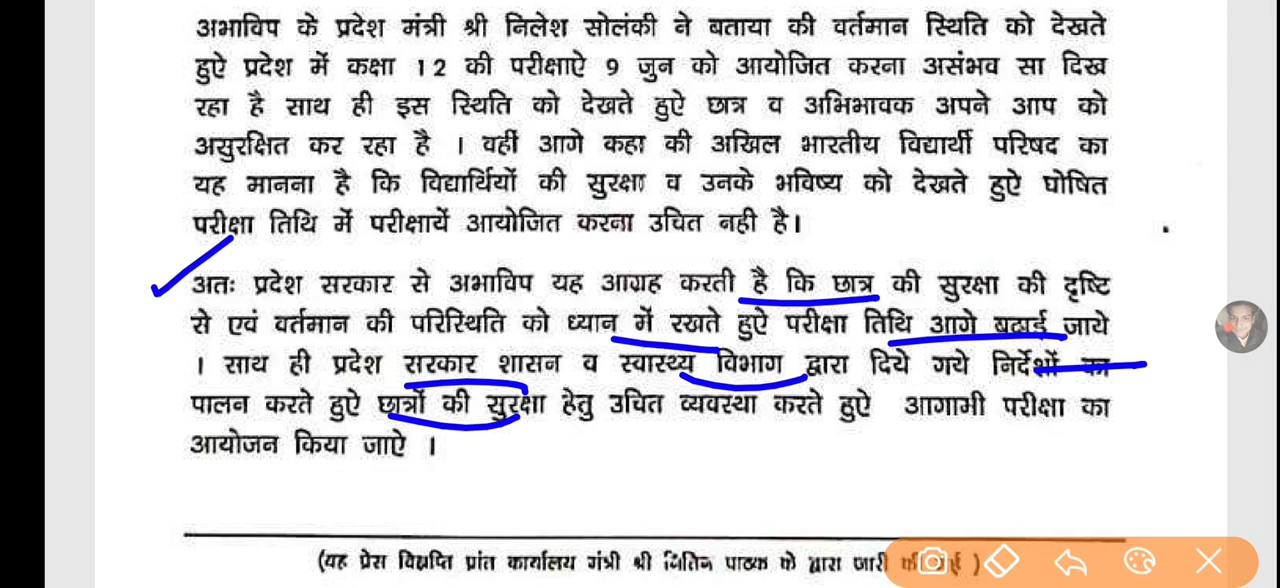 अभाविप के प्रदेश मंत्री श्री निलेश सोलंकी ने बताया की वर्तमान स्थिति को देखते
हुऐ प्रदेश में कक्षा 12 की परीक्षाऐ 9 जुन को आयोजित करना असंभव सा दिख
रहा है साथ ही इस स्थिति को देखते हुऐ छात्र व अभिभावक अपने आप को
असुरक्षित कर रहा है । वहीं आगे कहा की अखिल भारतीय विद्यार्थी परिषद का
यह मानना है कि विद्यार्थियों की सुरक्षा व उनके भविष्य को देखते हुऐ घोषित
परीक्षा तिथि में परीक्षायें आयोजित करना उचित नही है।
अतः प्रदेश सरकार से अभाविप यह आग्रह करती है कि छात्र की सुरक्षा की दृष्टि
से एवं वर्तमान की परिस्थिति को ध्यान में रखते हुऐ परीक्षा तिथि आगे बढाई जाये
। साथ ही प्रदेश सरकार शासन व स्वास्थ्य विभाग द्वारा दिये गये निर्देशों का
पालन करते हुऐ छात्रों की सुरक्षा हेतु उचित व्यवस्था करते हुऐ आगामी परीक्षा का
आयोजन किया जाऐ ।
(यह प्रेस विज्ञप्ति प्रांत कार्यालय मंत्री श्री नितिन पाठक के द्वारा जारी )